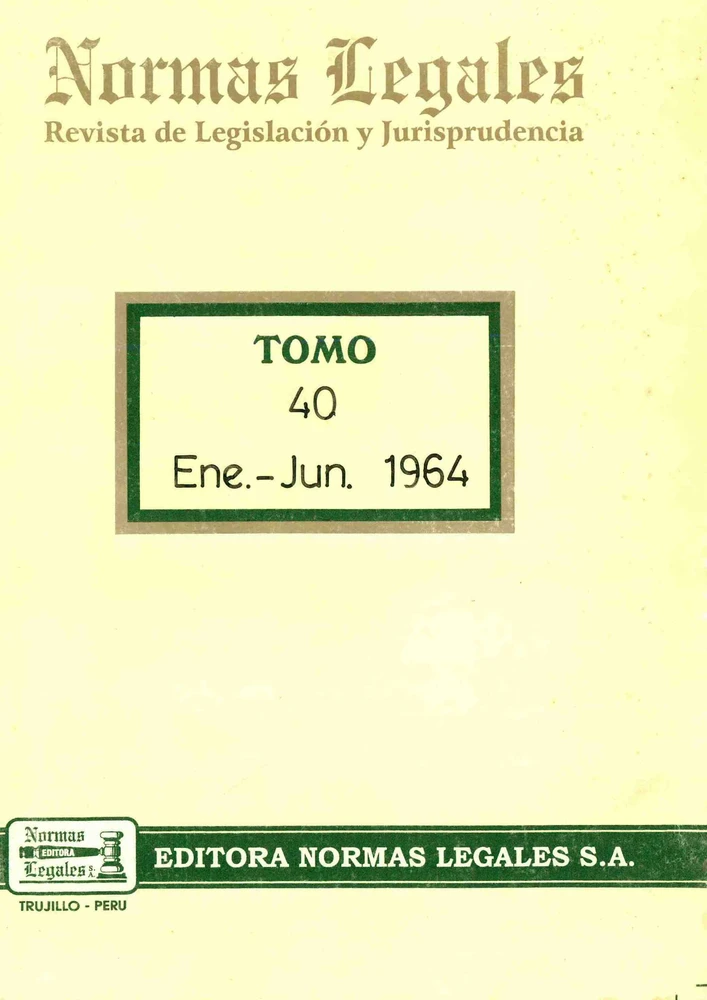 Normas Legales
Revista de Legislación y Jurisprudencia
TOMO
40
Ene.-Jun. 1964
Normas
EDITORA
Legales S.A.
EDITORA NORMAS LEGALES S.A.
TRUJILLO - PERU